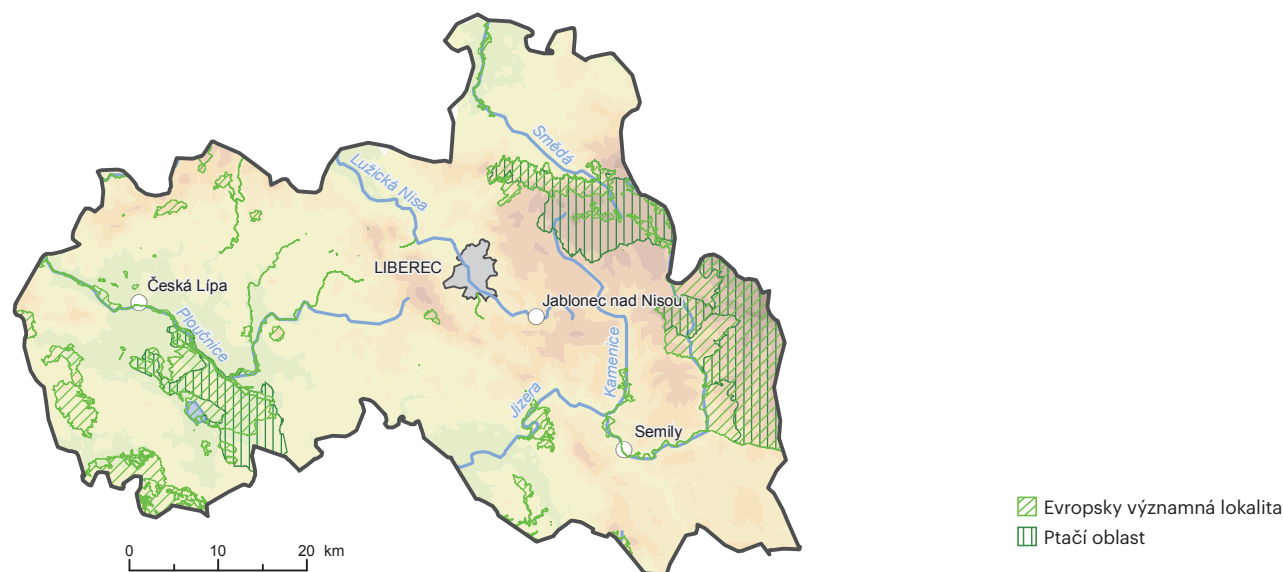 Smědá
Lužická Nisa
LIBEREC
Česká Lípa
Jablonec nad Nisou
Ploučnice
Kamenice
Jizera
Semily
0 10 20 km
Evropsky významná lokalita
Ptačí oblast